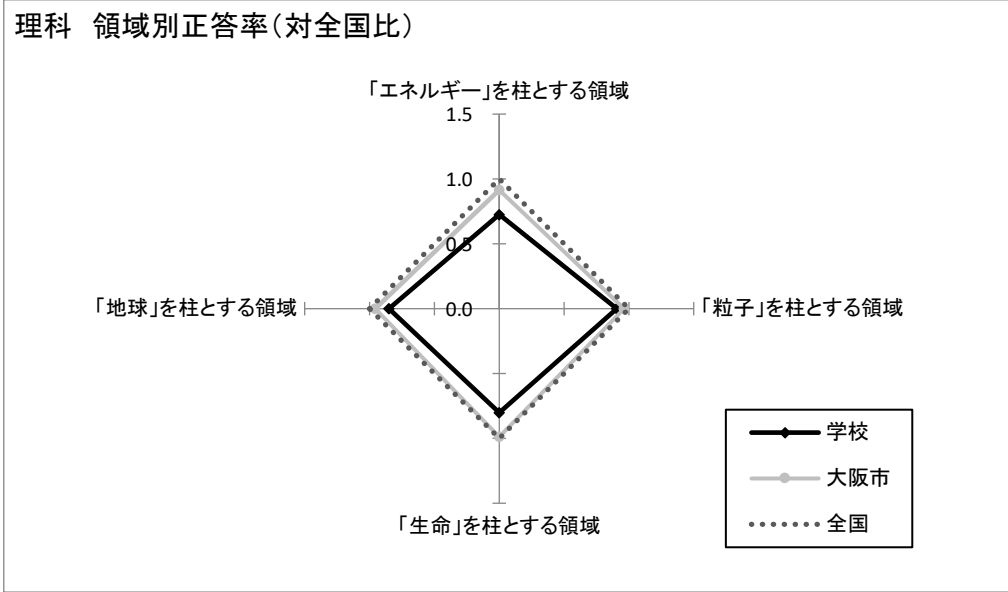 理科　領域別正答率（対全国比）
「エネルギー」を柱とする領域
1.5
1.0
0.5
「地球」を柱とする領域
0.0
「粒子」を柱とする領域
「生命」を柱とする領域
学校
大阪市
全国